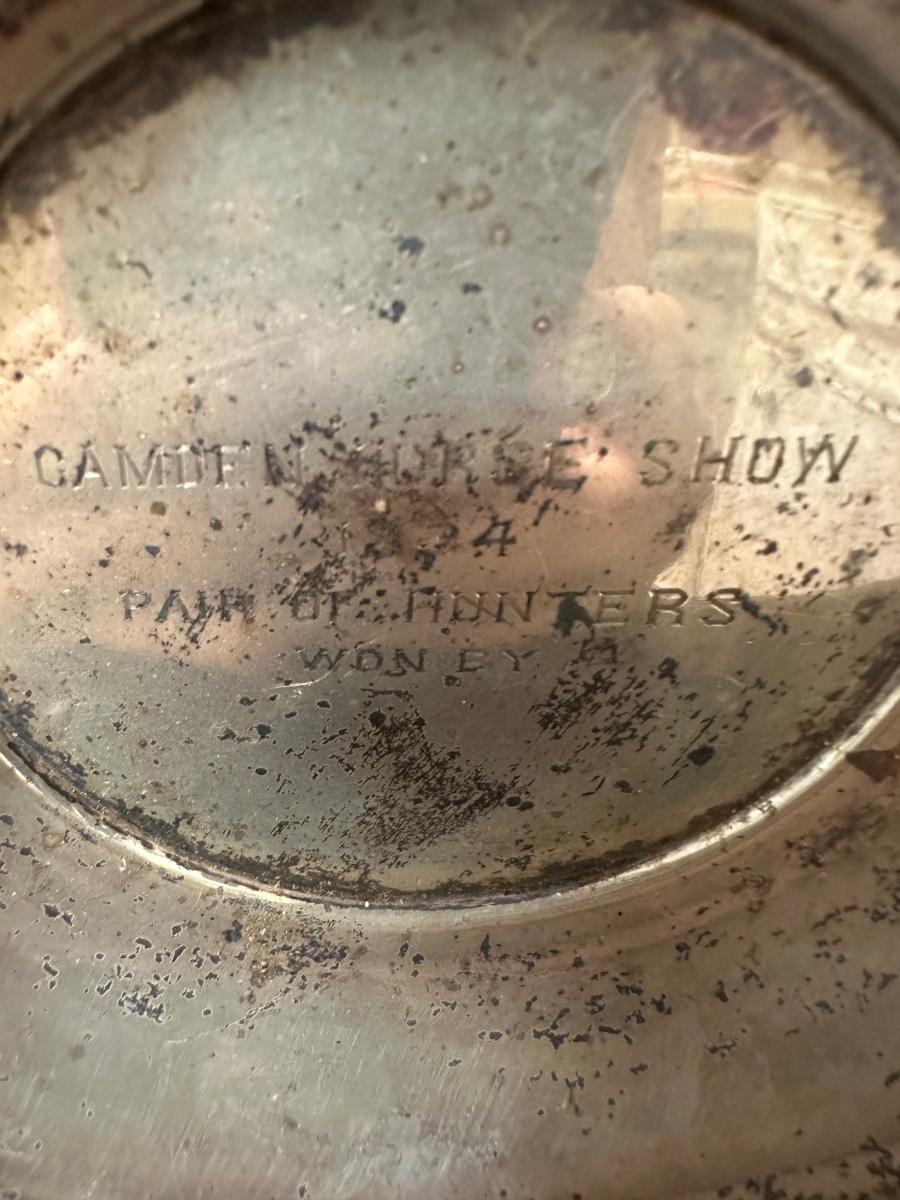 CAMDEN HORSE SHOW
PAIR OF HUNTERS
WON BY